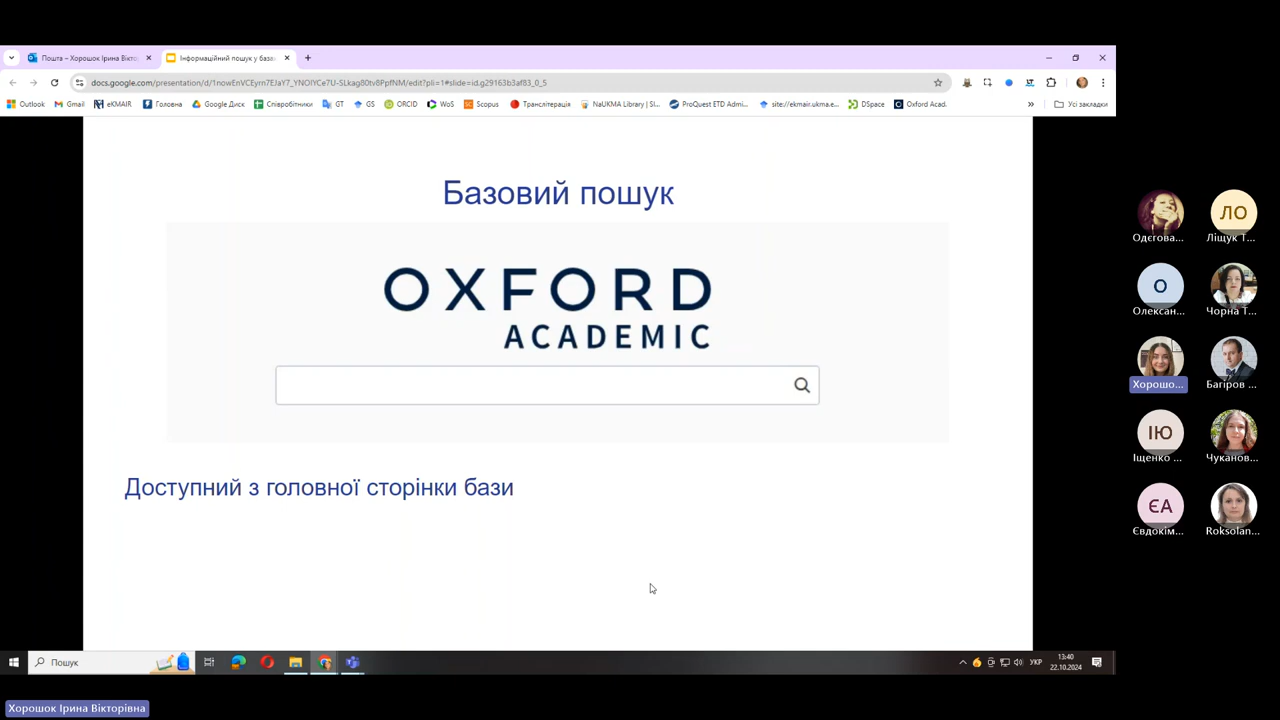 Пошта – Хорошок Ірина Вікто
Інформаційний пошук у база
docs.google.com/presentation/d/1nowEnVCEyrn7EJaY7_YNOlYCe7U-SLkag80tv8PpfNM/edit?pli=1#slide=id.g29163b3af83_0_5
Outlook
Gmail
eKMAIR
Головна
Google Диск
Співробітники
GT
GS
ORCID
WoS
Scopus
Транслітерація
NaUKMA Library | Sl...
ProQuest ETD Admi...
site://ekmair.ukma.e...
DSpace
Oxford Acad.
»
Усі закладки
Базовий пошук
OXFORD
ACADEMIC
Доступний з головної сторінки бази
Одєгова...
ЛО
Ліщук Т...
О
Олексан...
Чорна Т...
Хорошо...
Багіров ...
ІЮ
Іщенко ...
Чуканов...
ЄА
Євдокім...
Roksolan...
Пошук
УКР
13:40
22.10.2024
Хорошок Ірина Вікторівна